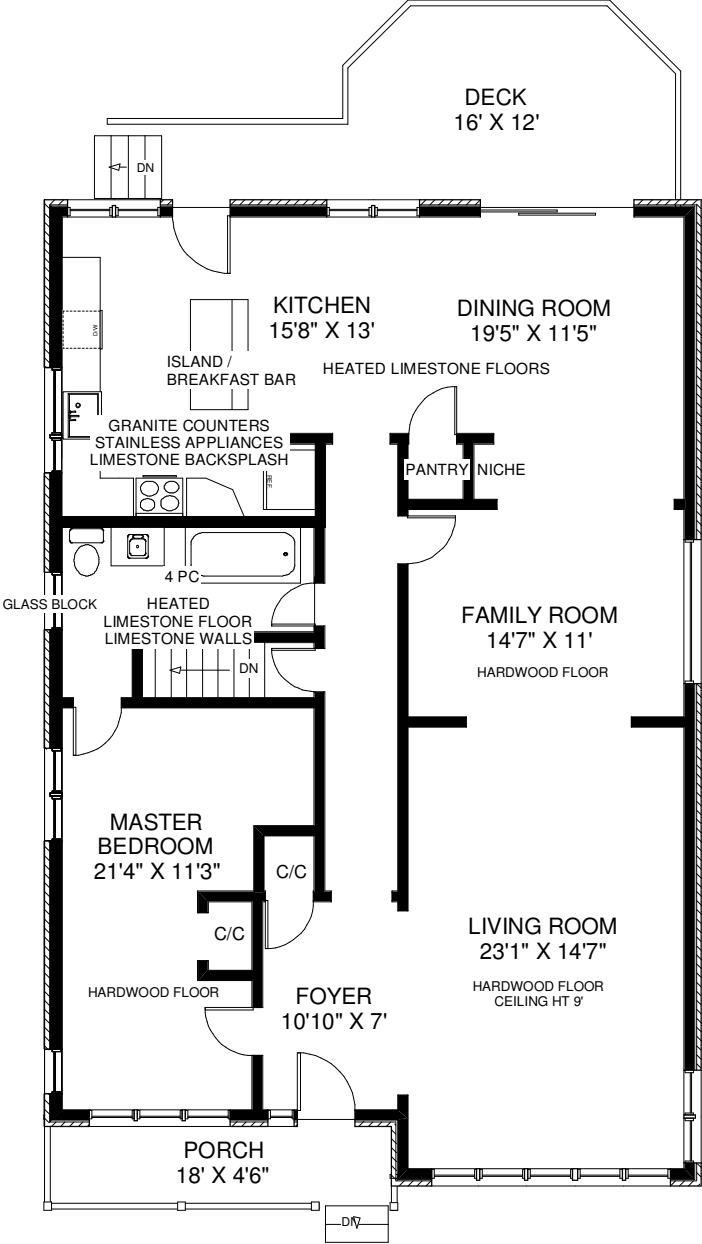 DECK
16' X 12'
DN
KITCHEN
15'8" X 13'
DINING ROOM
19'5" X 11'5"
D/W
ISLAND /
BREAKFAST BAR
HEATED LIMESTONE FLOORS
GRANITE COUNTERS
STAINLESS APPLIANCES
LIMESTONE BACKSPLASH
REF
PANTRY
NICHE
4 PC
GLASS BLOCK
HEATED
LIMESTONE FLOOR
LIMESTONE WALLS
FAMILY ROOM
14'7" X 11'
HARDWOOD FLOOR
DN
MASTER
BEDROOM
21'4" X 11'3"
C/C
C/C
LIVING ROOM
23'1" X 14'7"
HARDWOOD FLOOR
CEILING HT 9'
HARDWOOD FLOOR
FOYER
10'10" X 7'
PORCH
18' X 4'6"
DN